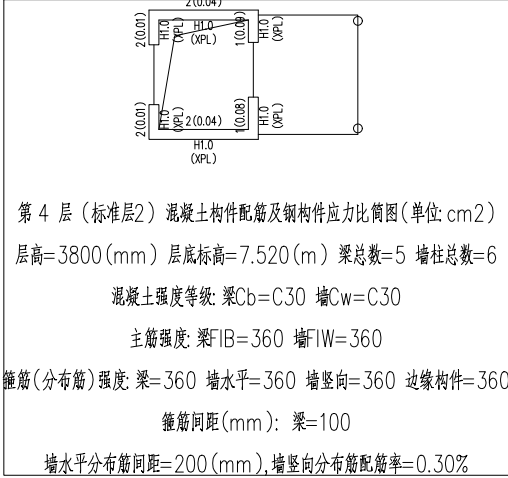 2(0.04)
2(0.01)
H1.0
(XPL)
H1.0
(XPL)
1(0.09)
H1.0
(XPL)
2(0.01)
H1.0
(XPL)
2(0.04)
1(0.08)
H1.0
(XPL)
H1.0
(XPL)
第 4 层 (标准层2) 混凝土构件配筋及钢构件应力比简图(单位:cm2)
层高=3800(mm) 层底标高=7.520(m) 梁总数=5 墙柱总数=6
混凝土强度等级: 梁Cb=C30 墙Cw=C30
主筋强度: 梁FIB=360 墙FIW=360
箍筋(分布筋)强度: 梁=360 墙水平=360 墙竖向=360 边缘构件=360
箍筋间距(mm): 梁=100
墙水平分布筋间距=200(mm),墙竖向分布筋配筋率=0.30%